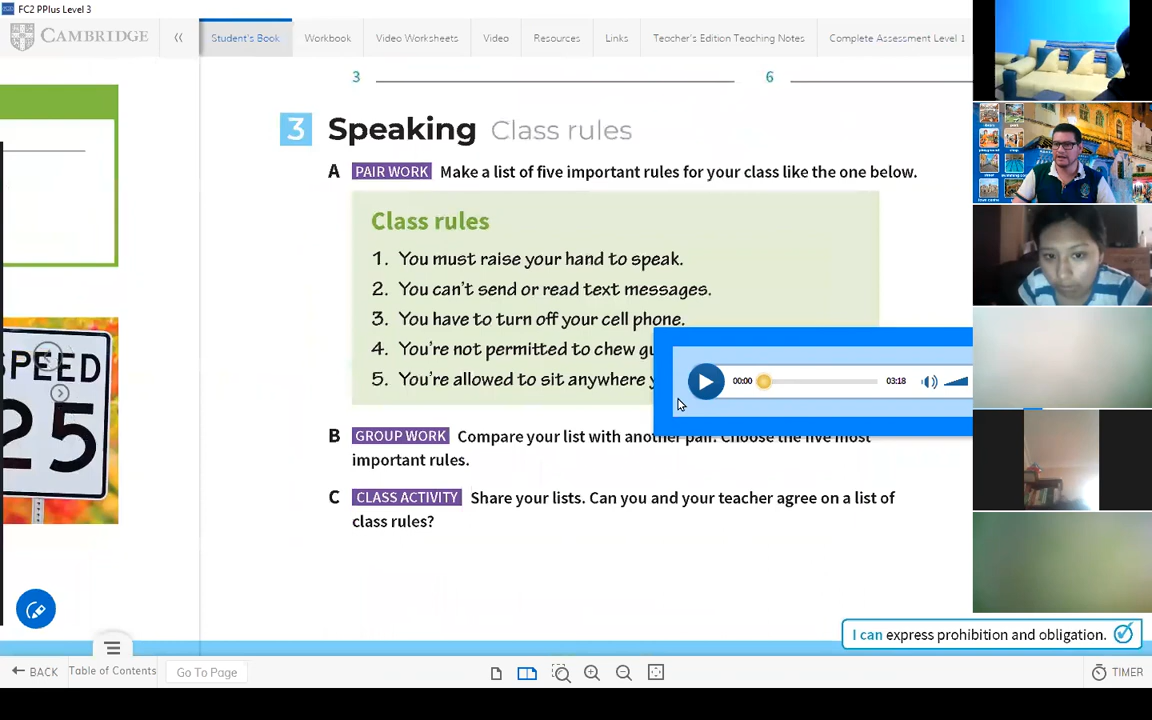 FC2 PPlus Level 3
CAMBRIDGE
Student's Book
Workbook
Video Worksheets
Video
Resources
Links
Teacher's Edition Teaching Notes
Complete Assessment Level 1
3
6
3 Speaking Class rules
A PAIR WORK Make a list of five important rules for your class like the one below.
Class rules
1. You must raise your hand to speak.
2. You can't send or read text messages.
3. You have to turn off your cell phone.
4. You're not permitted to chew
5. You're allowed to sit anywhere
00:00
03:18
SPEED
25
B GROUP WORK Compare your list with another pair. Choose the five most
important rules.
C CLASS ACTIVITY Share your lists. Can you and your teacher agree on a list of
class rules?
I can express prohibition and obligation.
BACK
Table of Contents
Go To Page
TIMER